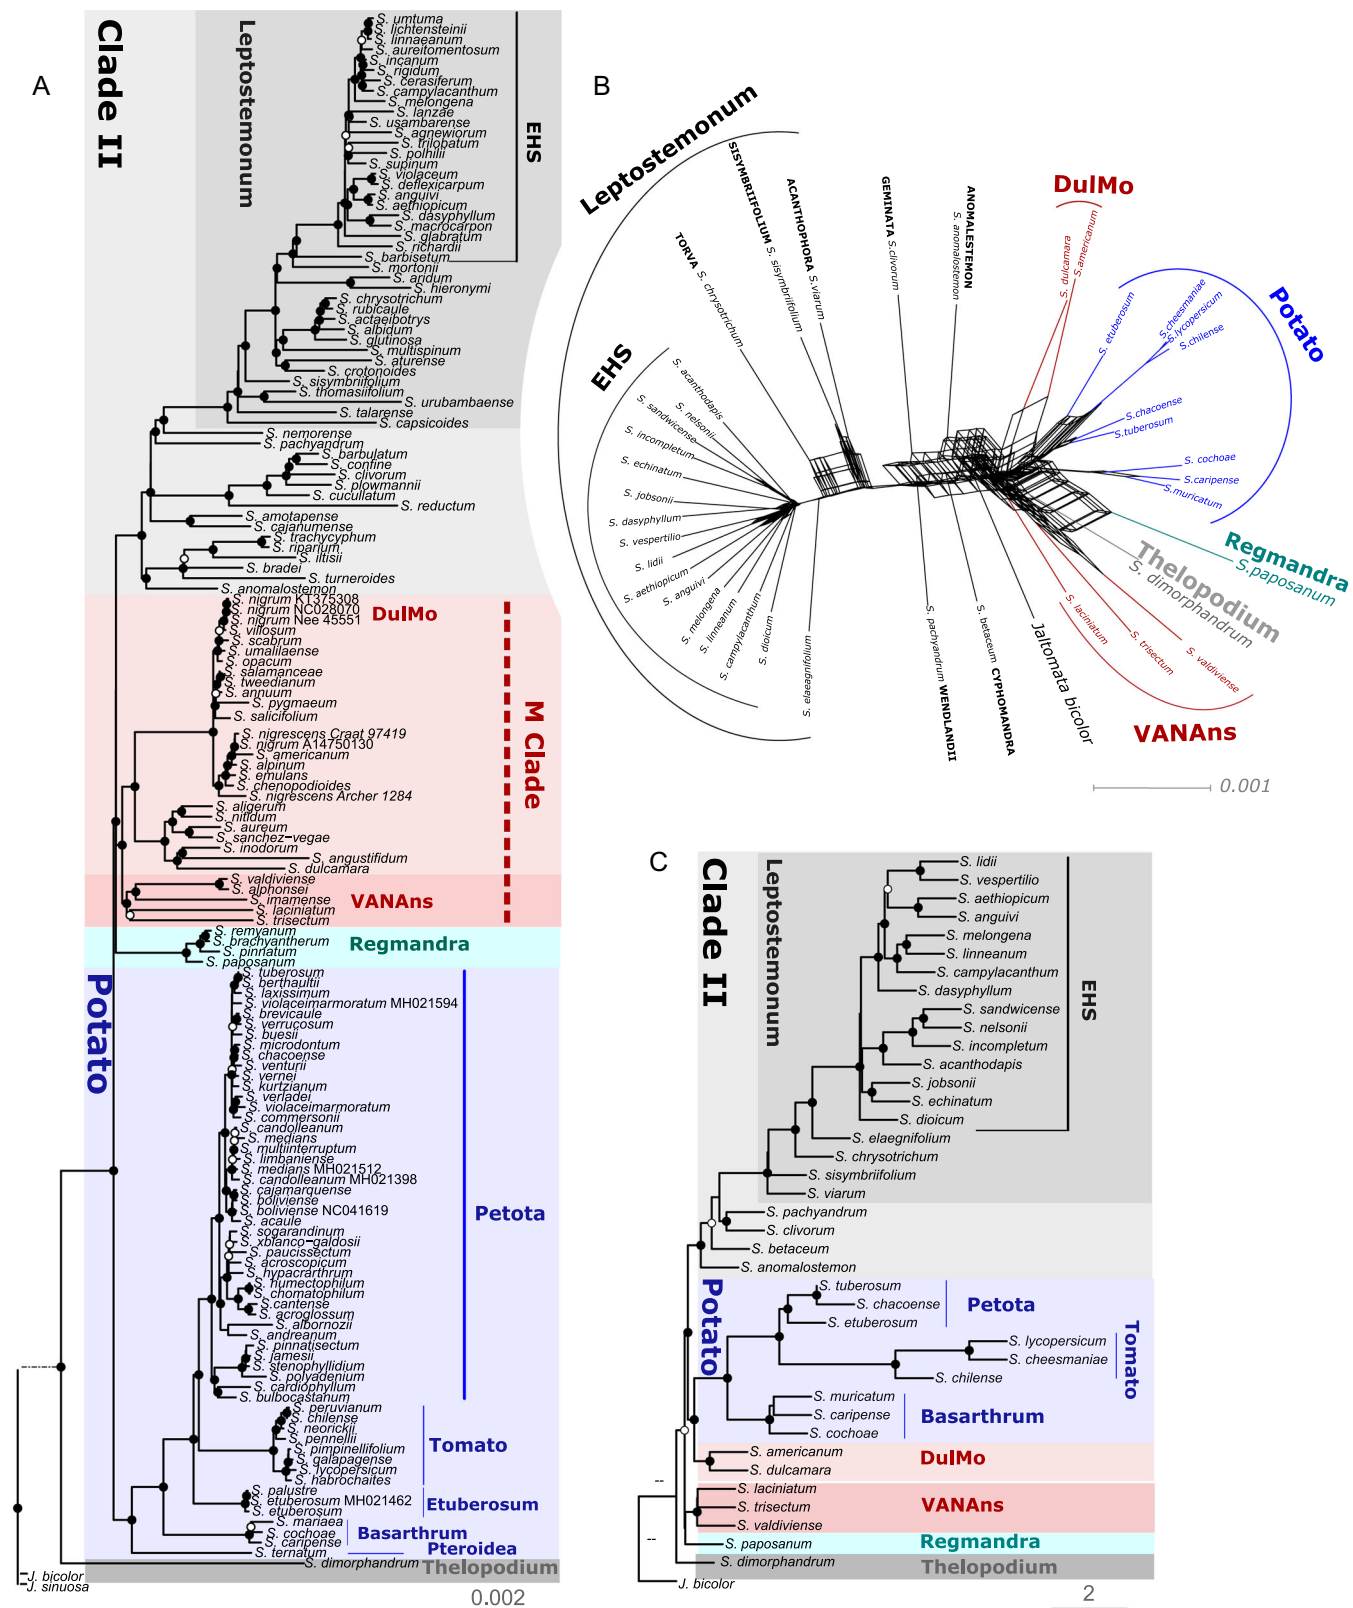 A
Clade II
Leptostemonum
EHS
S. umtuma
S. lichtensteinii
S. linnaeanum
S. aureitomentosum
S. incanum
S. rigidum
S. cerasiferum
S. campylacanthum
S. melongena
S. lanzae
S. usambarense
S. agnewiorum
S. trilobatum
S. polhilii
S. supinum
S. violaceum
S. deflexicarpum
S. anguivi
S. aethiopicum
S. dasyphyllum
S. macrocarpon
S. glabratum
S. richardii
S. barbisetum
S. mortonii
S. aridum
S. hieronymi
S. chrysotrichum
S. rubicaule
S. actaeibotrys
S. albidum
S. glutinosa
S. multispinum
S. aturense
S. crotonoides
S. sisymbriifolium
S. thomasiifolium
S. urubambaense
S. talarense
S. capsicoides
S. nemorense
S. pachyandrum
S. barbulatum
S. confine
S. clivorum
S. plowmannii
S. cucullatum
S. reductum
S. amotapense
S. cajanumense
S. trachycyphum
S. riparium
S. iltisii
S. bradei
S. turneroides
S. anomalostemon
DulMo
M Clade
S. nigrum KT375308
S. nigrum NC028070
S. nigrum Nee 45551
S. villosum
S. scabrum
S. umalilaense
S. opacum
S. salamanceae
S. tweedianum
S. annuum
S. pygmaeum
S. salicifolium
S. nigrescens Craat 97419
S. nigrum A14750130
S. americanum
S. alpinum
S. emulans
S. chenopodioides
S. nigrescens Archer 1284
S. aligerum
S. nitidum
S. aureum
S. sanchez-vegae
S. inodorum
S. angustifidum
S. dulcamara
VANAns
S. valdiviense
S. alphonsei
S. imamense
S. laciniatum
S. trisectum
Regmandra
S. remyanum
S. brachyantherum
S. pinnatum
S. paposanum
Potato
S. tuberosum
S. berthaultii
S. laxissimum
S. violaceimarmoratum MH021594
S. brevicaule
S. verrucosum
S. buesii
S. microdontum
S. chacoense
S. venturii
S. vernei
S. kurtzianum
S. verladei
S. violaceimarmoratum
S. commersonii
S. candolleanum
S. medians
S. multiinterruptum
S. limbaniense
S. medians MH021512
S. candolleanum MH021398
S. cajamarquense
S. boliviense
S. boliviense NC041619
S. acaule
S. sogarandinum
S. xblanco-galdosii
S. paucissectum
S. acroscopicum
S. hypacrarthrum
S. humectophilum
S. chomatophilum
S. cantense
S. acroglossum
S. albornozii
S. andreanum
S. pinnatisectum
S. jamesii
S. stenophyllidium
S. polyadenium
S. cardiophyllum
S. bulbocastanum
Petota
S. peruvianum
S. chilense
S. neorickii
S. pennellii
S. pimpinellifolium
S. galapagense
S. lycopersicum
S. habrochaites
Tomato
S. palustre
S. etuberosum MH021462
S. etuberosum
Etuberosum
S. mariaea
S. cochoae
S. caripense
Basarthrum
S. ternatum
Pteroidea
S. dimorphandrum
Thelopodium
J. bicolor
J. sinuosa
0.002
B
Leptostemonum
EHS
TORVA S. chrysotrichum
SISYMBRIIFOLIUM S. sisymbriifolium
ACANTHOPHORA S.viarum
GEMINATA S.clivorum
ANOMALESTEMON
S. anomalostemon
DulMo
S. dulcamara
S.americanum
Potato
S. etuberosum
S.cheesmaniae
S.lycopersicum
S.chilense
S.chacoense
S.tuberosum
S. cochoae
S.caripense
S.muricatum
Regmandra
S.paposanum
Thelopodium
S. dimorphandrum
S. laciniatum
S. trisectum
S. valdiviense
VANAns
Jaltomata bicolor
S. betaceum CYPHOMANDRA
S. pachyandrum WENDLANDII
S. elaeagnifolium
S. acanthodapis
S. nelsonii
S. sandwicense
S. incompletum
S. echinatum
S. jobsonii
S. dasyphyllum
S. vespertilio
S. lidii
S. aethiopicum
S. anguivi
S. melongena
S. linneanum
S. campylacanthum
S. dioicum
0.001
C
Clade II
Leptostemonum
EHS
S. lidii
S. vespertilio
S. aethiopicum
S. anguivi
S. melongena
S. linneanum
S. campylacanthum
S. dasyphyllum
S. sandwicense
S. nelsonii
S. incompletum
S. acanthodapis
S. jobsonii
S. echinatum
S. dioicum
S. elaegnifolium
S. chrysotrichum
S. sisymbriifolium
S. viarum
S. pachyandrum
S. clivorum
S. betaceum
S. anomalostemon
Potato
S. tuberosum
S. chacoense
S. etuberosum
Petota
S. lycopersicum
S. cheesmaniae
S. chilense
Tomato
S. muricatum
S. caripense
S. cochoae
Basarthrum
S. americanum
S. dulcamara
DulMo
S. laciniatum
S. trisectum
S. valdiviense
VANAns
S. paposanum
Regmandra
S. dimorphandrum
Thelopodium
J. bicolor
2